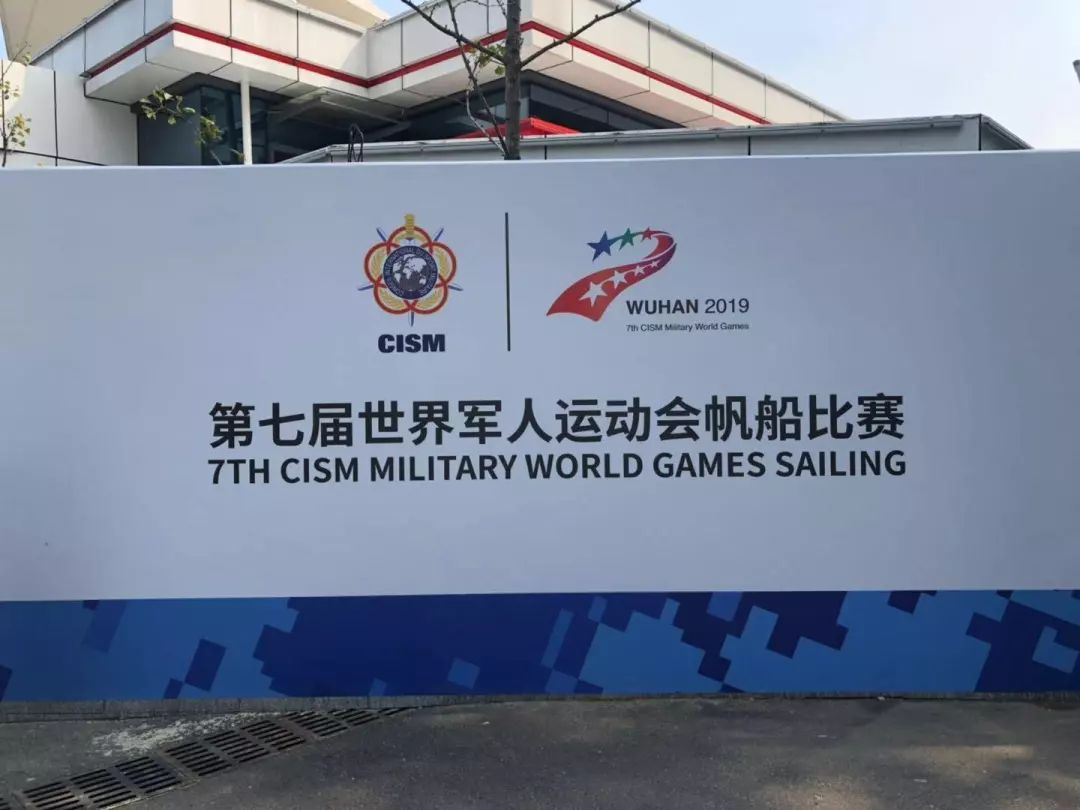 CISM
WUHAN 2019
7th CISM Military World Games
第七届世界军人运动会帆船比赛
7TH CISM MILITARY WORLD GAMES SAILING